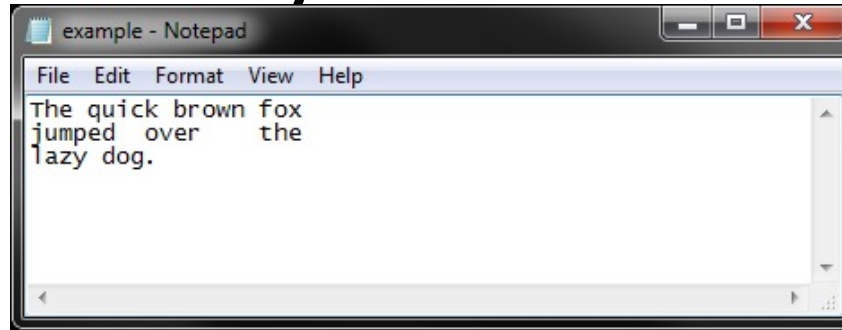 example - Notepad
File Edit Format View Help
The quick brown fox
jumped  over    the
lazy dog.